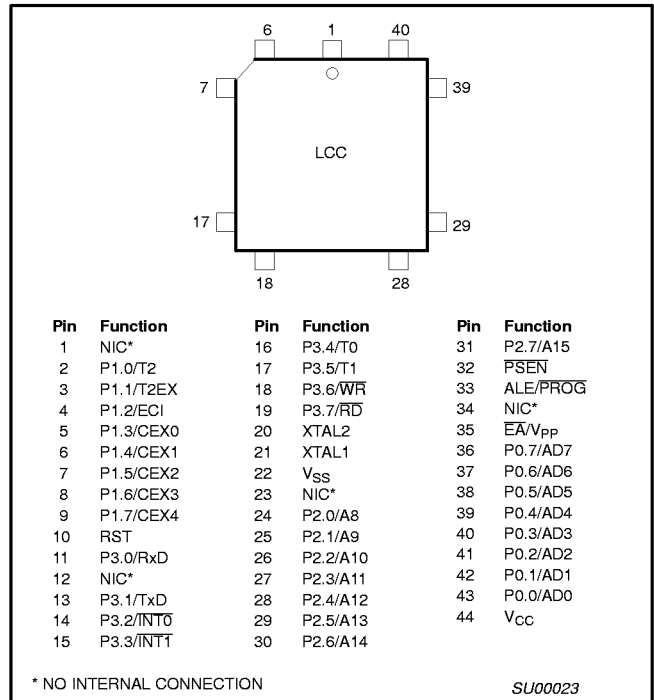 6 1 40
7 39
LCC
17 29
18 28
Pin Function Pin Function Pin Function
1 NIC* 16 P3.4/T0 31 P2.7/A15
2 P1.0/T2 17 P3.5/T1 32 P̅S̅E̅N̅
3 P1.1/T2EX 18 P3.6/W̅R̅ 33 ALE/P̅R̅O̅G̅
4 P1.2/ECI 19 P3.7/R̅D̅ 34 NIC*
5 P1.3/CEX0 20 XTAL2 35 E̅A̅/VPP
6 P1.4/CEX1 21 XTAL1 36 P0.7/AD7
7 P1.5/CEX2 22 VSS 37 P0.6/AD6
8 P1.6/CEX3 23 NIC* 38 P0.5/AD5
9 P1.7/CEX4 24 P2.0/A8 39 P0.4/AD4
10 RST 25 P2.1/A9 40 P0.3/AD3
11 P3.0/RxD 26 P2.2/A10 41 P0.2/AD2
12 NIC* 27 P2.3/A11 42 P0.1/AD1
13 P3.1/TxD 28 P2.4/A12 43 P0.0/AD0
14 P3.2/I̅N̅T̅0̅ 29 P2.5/A13 44 VCC
15 P3.3/I̅N̅T̅1̅ 30 P2.6/A14
* NO INTERNAL CONNECTION SU00023